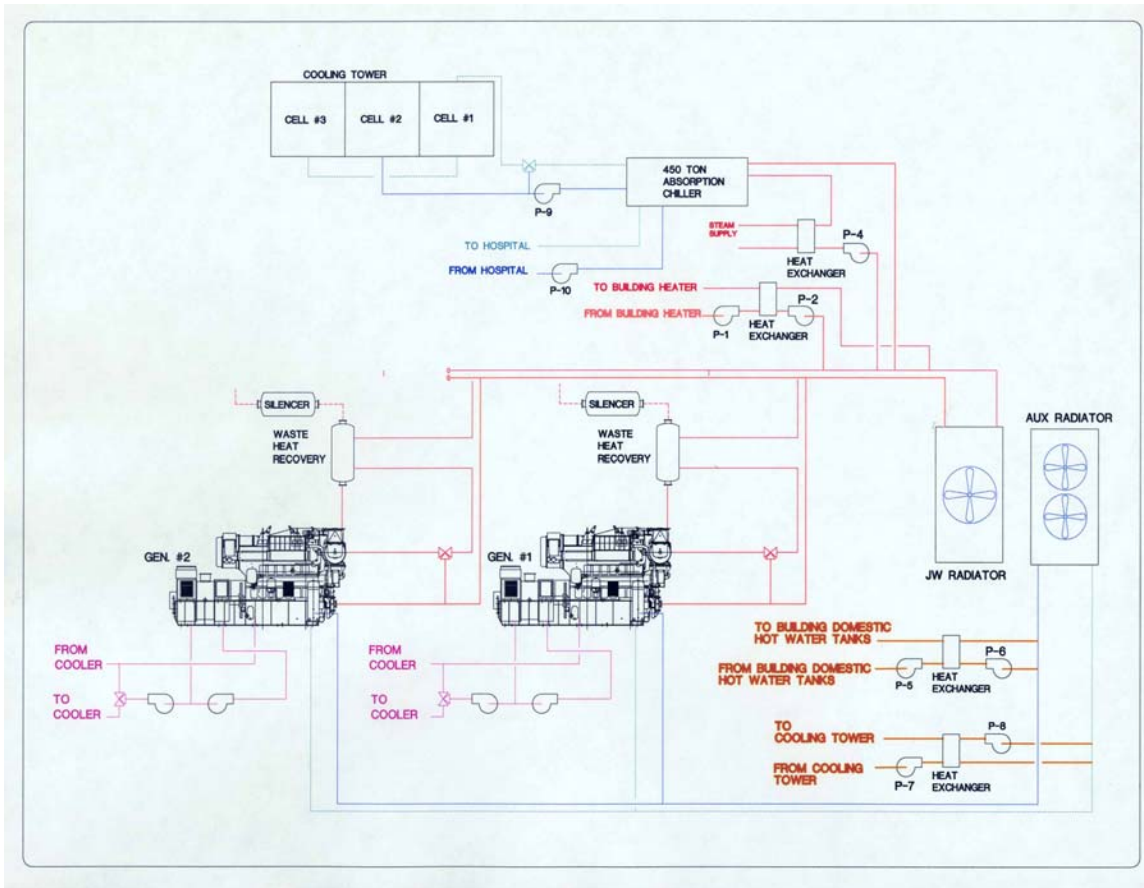 COOLING TOWER
CELL #3
CELL #2
CELL #1
450 TON
ABSORPTION
CHILLER
P-9
STEAM
SUPPLY
P-4
HEAT
EXCHANGER
TO HOSPITAL
FROM HOSPITAL
P-10
TO BUILDING HEATER
P-2
FROM BUILDING HEATER
P-1
HEAT
EXCHANGER
SILENCER
WASTE
HEAT
RECOVERY
SILENCER
WASTE
HEAT
RECOVERY
AUX RADIATOR
JW RADIATOR
GEN. #2
GEN. #1
FROM
COOLER
TO
COOLER
FROM
COOLER
TO
COOLER
TO BUILDING DOMESTIC
HOT WATER TANKS
P-6
FROM BUILDING DOMESTIC
HOT WATER TANKS
P-5
HEAT
EXCHANGER
TO
COOLING TOWER
P-8
FROM COOLING
TOWER
P-7
HEAT
EXCHANGER